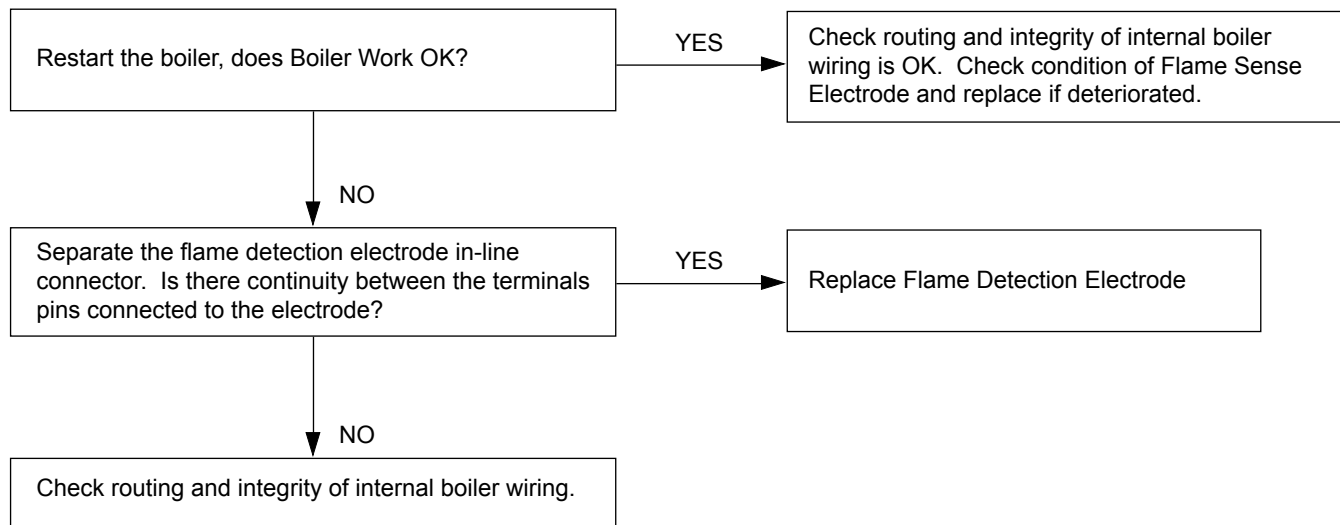 Restart the boiler, does Boiler Work OK?
YES
Check routing and integrity of internal boiler
wiring is OK.  Check condition of Flame Sense
Electrode and replace if deteriorated.
NO
Separate the flame detection electrode in-line
connector.  Is there continuity between the terminals
pins connected to the electrode?
YES
Replace Flame Detection Electrode
NO
Check routing and integrity of internal boiler wiring.